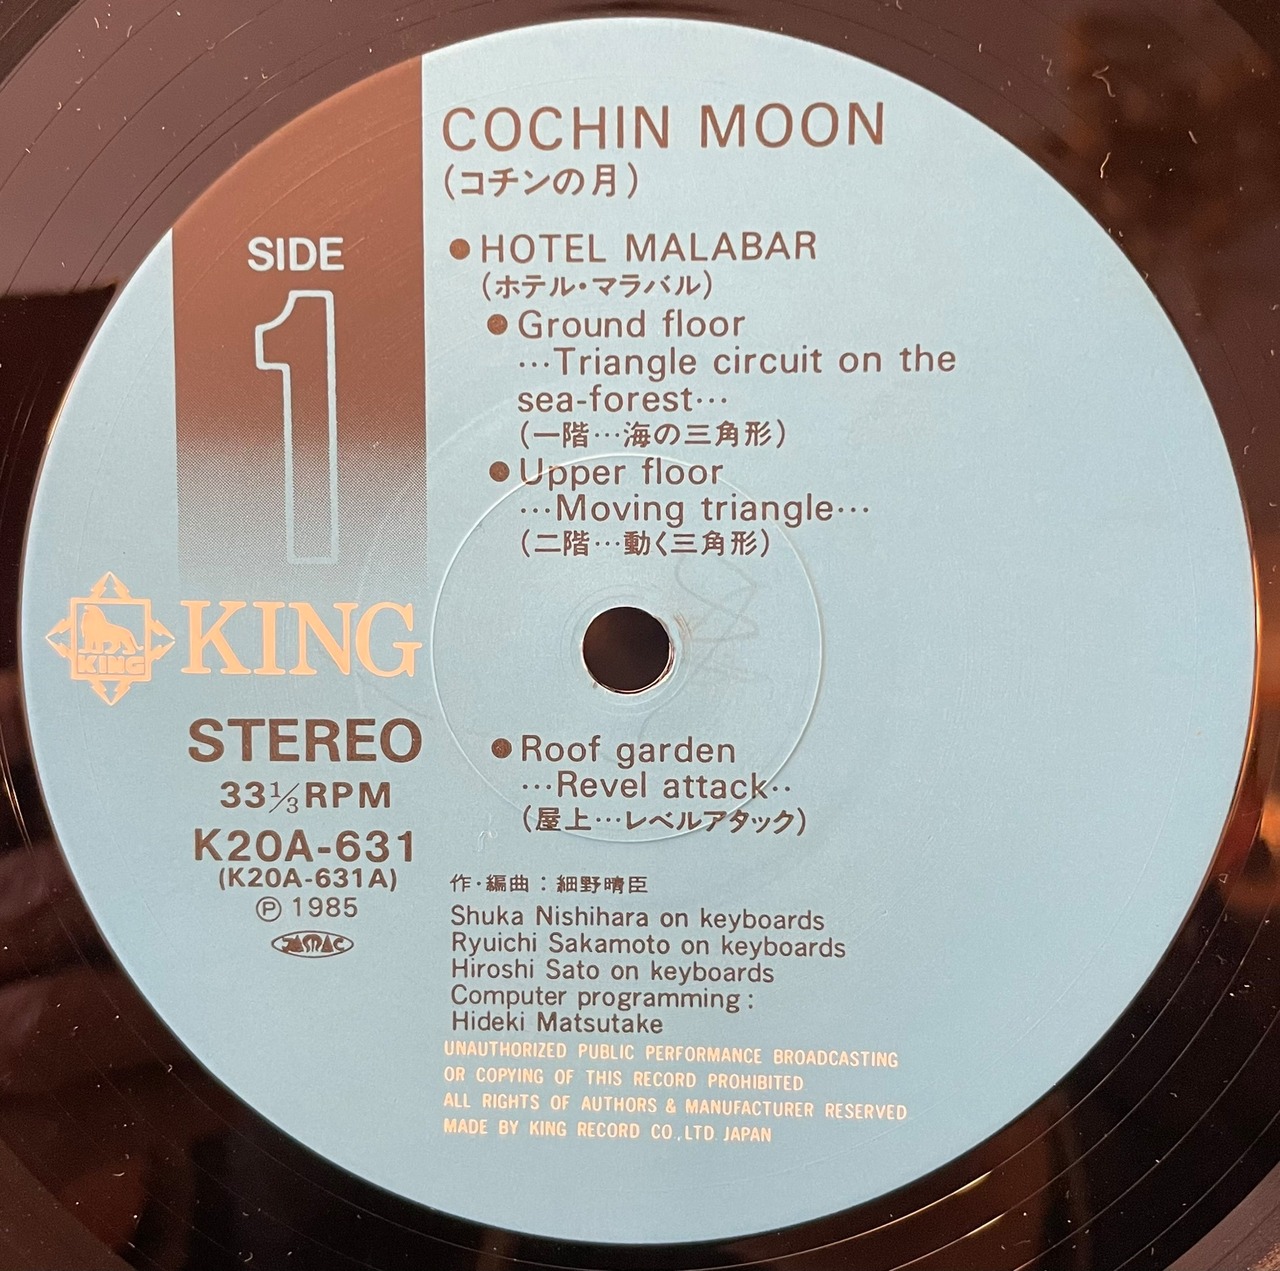 COCHIN MOON
(コチンの月)
SIDE
1
●HOTEL MALABAR
(ホテル・マラバル)
●Ground floor
…Triangle circuit on the
sea-forest…
(一階…海の三角形)
●Upper floor
…Moving triangle…
(二階…動く三角形)
KING
KING
STEREO
33⅓RPM
K20A-631
(K20A-631A)
Ⓟ 1985
JASRAC
●Roof garden
…Revel attack‥
(屋上…レベルアタック)
作・編曲：細野晴臣
Shuka Nishihara on keyboards
Ryuichi Sakamoto on keyboards
Hiroshi Sato on keyboards
Computer programming:
Hideki Matsutake
UNAUTHORIZED PUBLIC PERFORMANCE BROADCASTING
OR COPYING OF THIS RECORD PROHIBITED
ALL RIGHTS OF AUTHORS & MANUFACTURER RESERVED
MADE BY KING RECORD CO.,LTD JAPAN